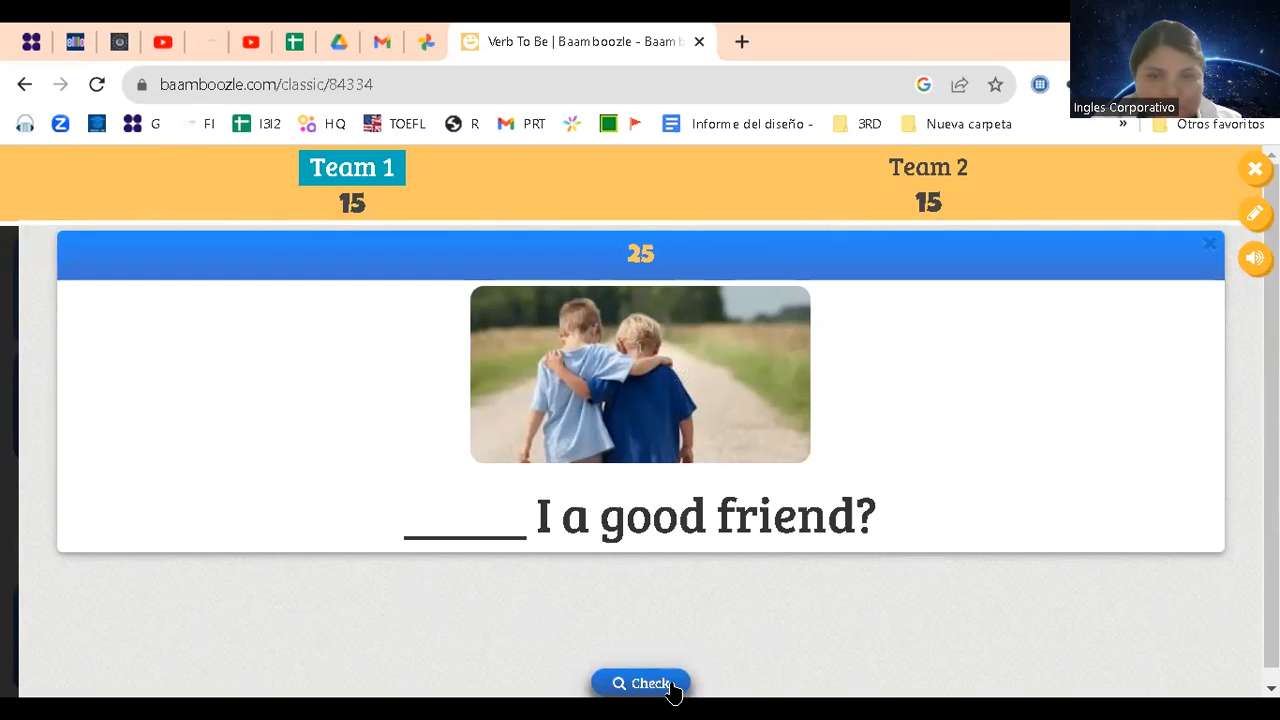 Verb To Be | Baamboozle - Baamb
baamboozle.com/classic/84334
Ingles Corporativo
G
FI
I3I2
HQ
TOEFL
R
PRT
Informe del diseño -
3RD
Nueva carpeta
»
Otros favoritos
Team 1
Team 2
15
15
25
______ I a good friend?
Check